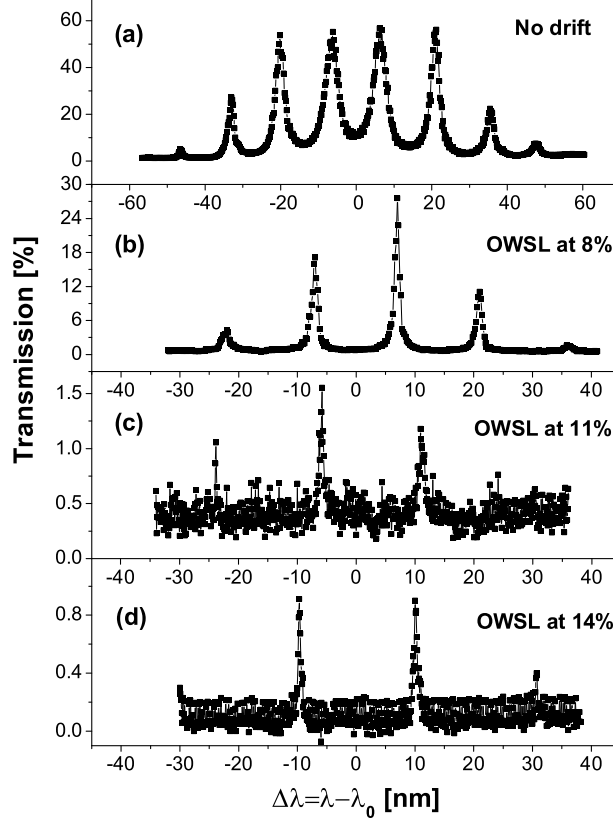 Transmission [%]
60
(a)
No drift
40
20
0
-60 -40 -20 0 20 40 60
30
(b)
OWSL at 8%
24
18
12
6
0
-40 -30 -20 -10 0 10 20 30 40
1.5
(c)
OWSL at 11%
1.0
0.5
0.0
-40 -30 -20 -10 0 10 20 30 40
(d)
OWSL at 14%
0.8
0.4
0.0
-40 -30 -20 -10 0 10 20 30 40
Δλ=λ−λ0 [nm]